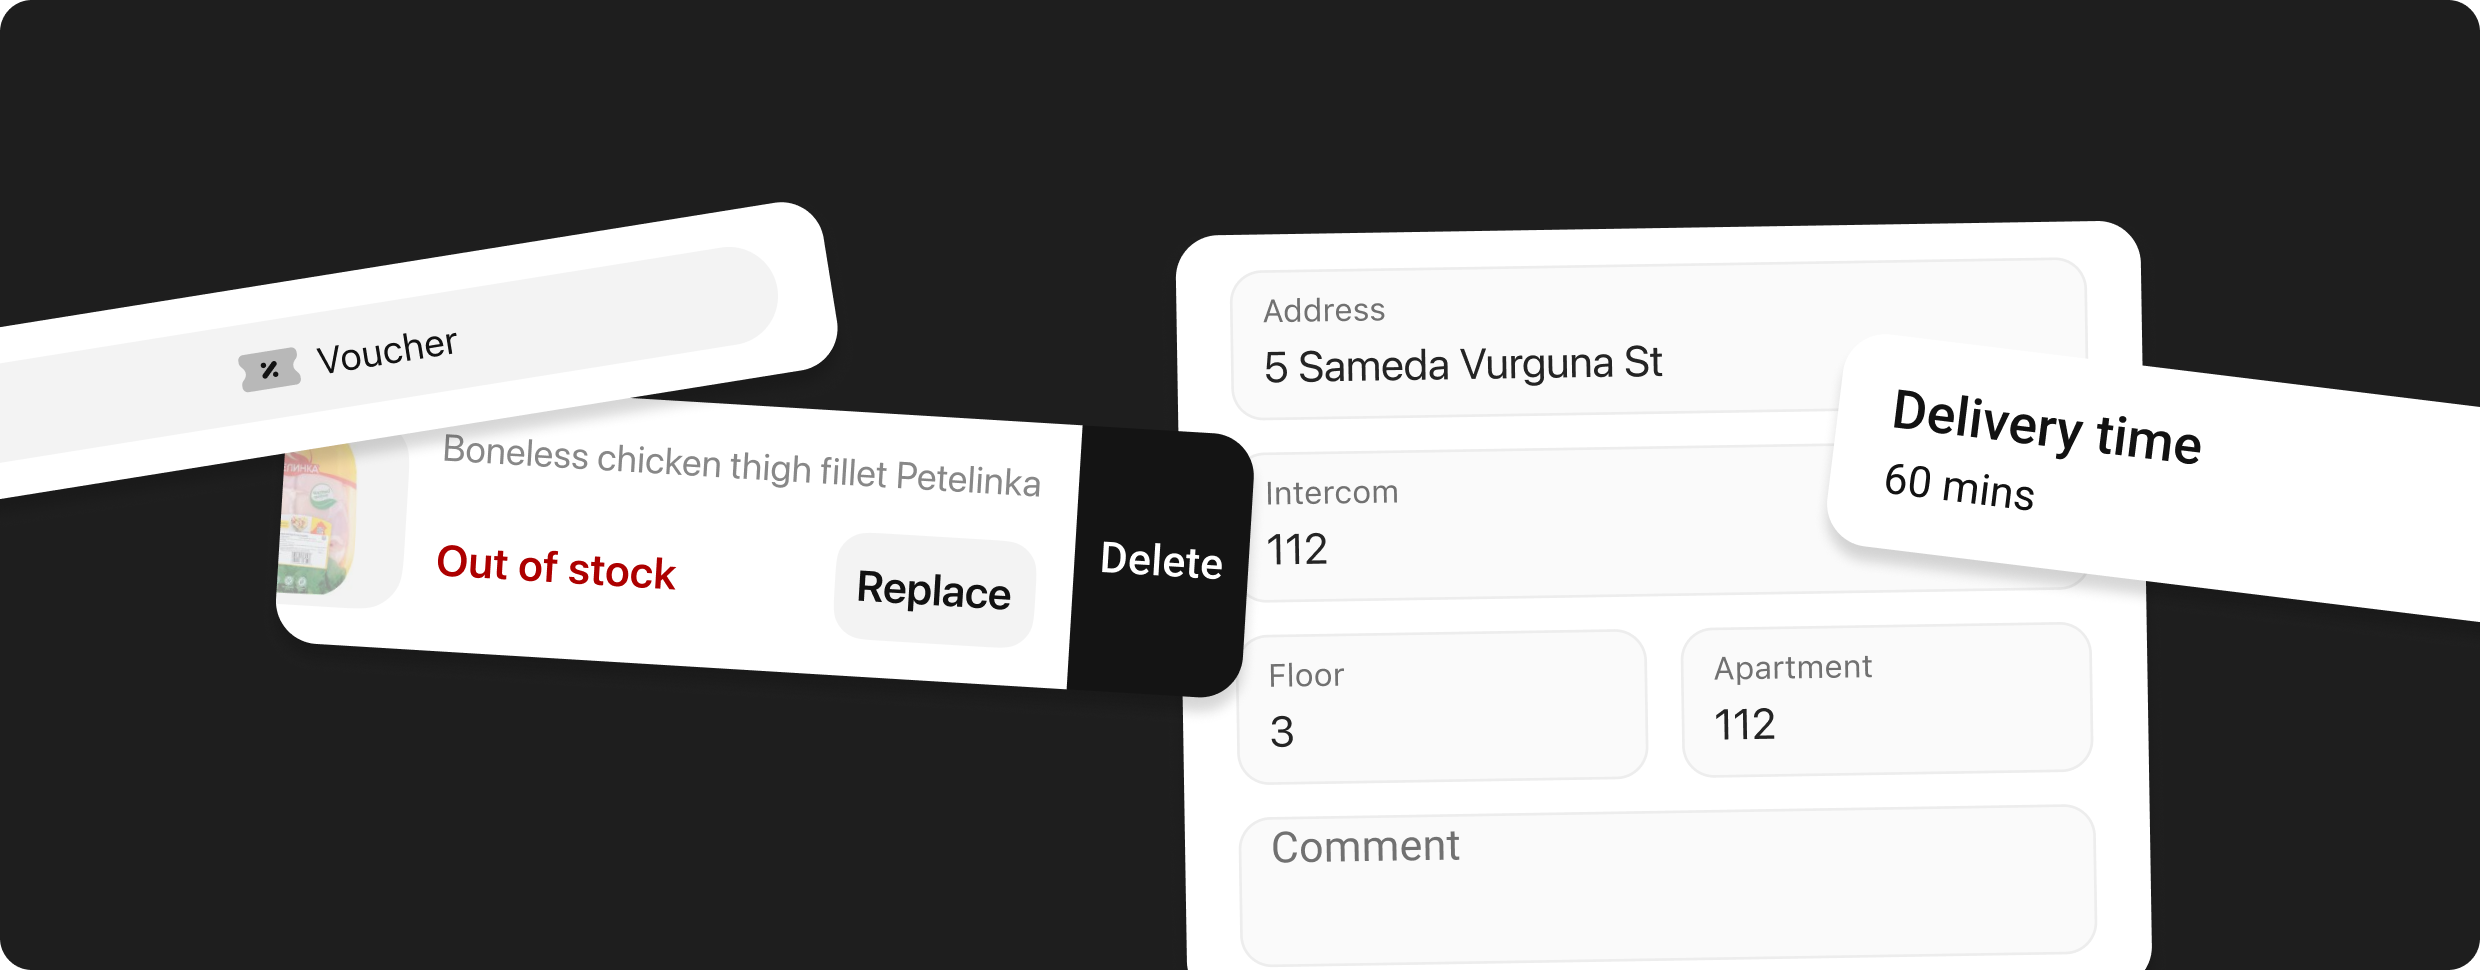 Voucher
Boneless chicken thigh fillet Petelinka
Out of stock
Replace
Delete
Address
5 Sameda Vurguna St
Intercom
112
Floor
3
Apartment
112
Comment
Delivery time
60 mins